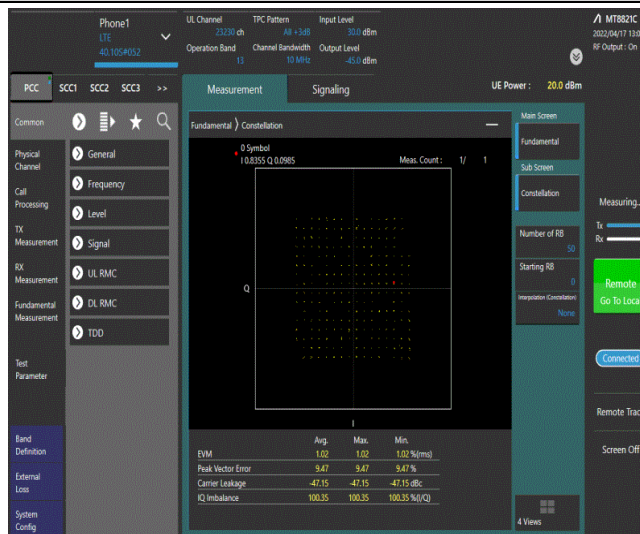 Phone1
LTE
40.10S#052
UL Channel
23230 ch
TPC Pattern
All +3dB
Input Level
30.0 dBm
Operation Band
13
Channel Bandwidth
10 MHz
Output Level
-45.0 dBm
MT8821C
2022/04/17 13:0
RF Output : On
PCC SCC1 SCC2 SCC3 >>
Measurement
Signaling
UE Power : 20.0 dBm
Common
Physical
Channel
Call
Processing
TX
Measurement
RX
Measurement
Fundamental
Measurement
Test
Parameter
Band
Definition
External
Loss
System
Config
General
Frequency
Level
Signal
UL RMC
DL RMC
TDD
Fundamental 〉 Constellation
0 Symbol
I 0.8355 Q 0.0985
Meas. Count : 1/ 1
Q
I
Avg. Max. Min.
EVM 1.02 1.02 1.02 %(rms)
Peak Vector Error 9.47 9.47 9.47 %
Carrier Leakage -47.15 -47.15 -47.15 dBc
IQ Imbalance 100.35 100.35 100.35 %(I/Q)
Main Screen
Fundamental
Sub Screen
Constellation
Number of RB
50
Starting RB
0
Interpolation (Constellation)
None
4 Views
Measuring..
Tx
Rx
Remote
Go To Loca
Connected
Remote Trac
Screen Off